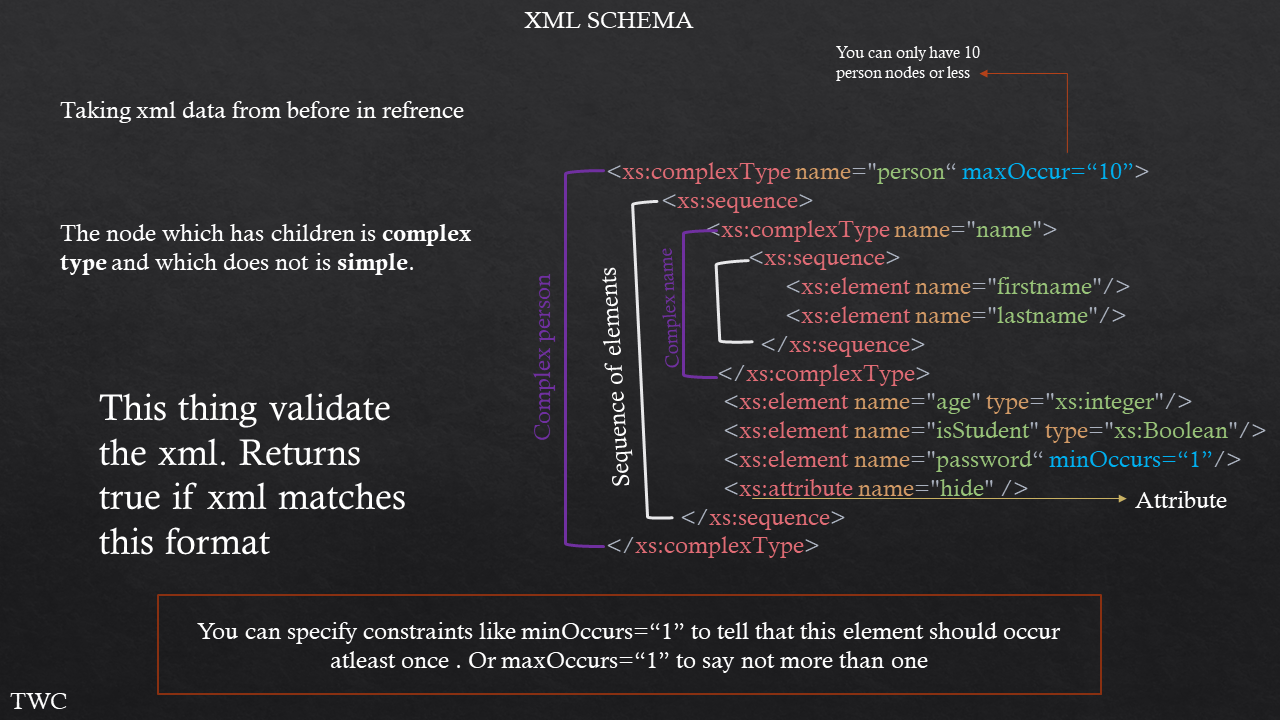 XML SCHEMA
You can only have 10
person nodes or less
Taking xml data from before in refrence
The node which has children is complex
type and which does not is simple.
This thing validate
the xml. Returns
true if xml matches
this format
Complex person
Sequence of elements
Complex name
<xs:complexType name="person“ maxOccur=“10”>
<xs:sequence>
<xs:complexType name="name">
<xs:sequence>
<xs:element name="firstname"/>
<xs:element name="lastname"/>
</xs:sequence>
</xs:complexType>
<xs:element name="age" type="xs:integer"/>
<xs:element name="isStudent" type="xs:Boolean"/>
<xs:element name="password“ minOccurs=“1”/>
<xs:attribute name="hide" />
Attribute
</xs:sequence>
</xs:complexType>
You can specify constraints like minOccurs=“1” to tell that this element should occur
atleast once . Or maxOccurs=“1” to say not more than one
TWC